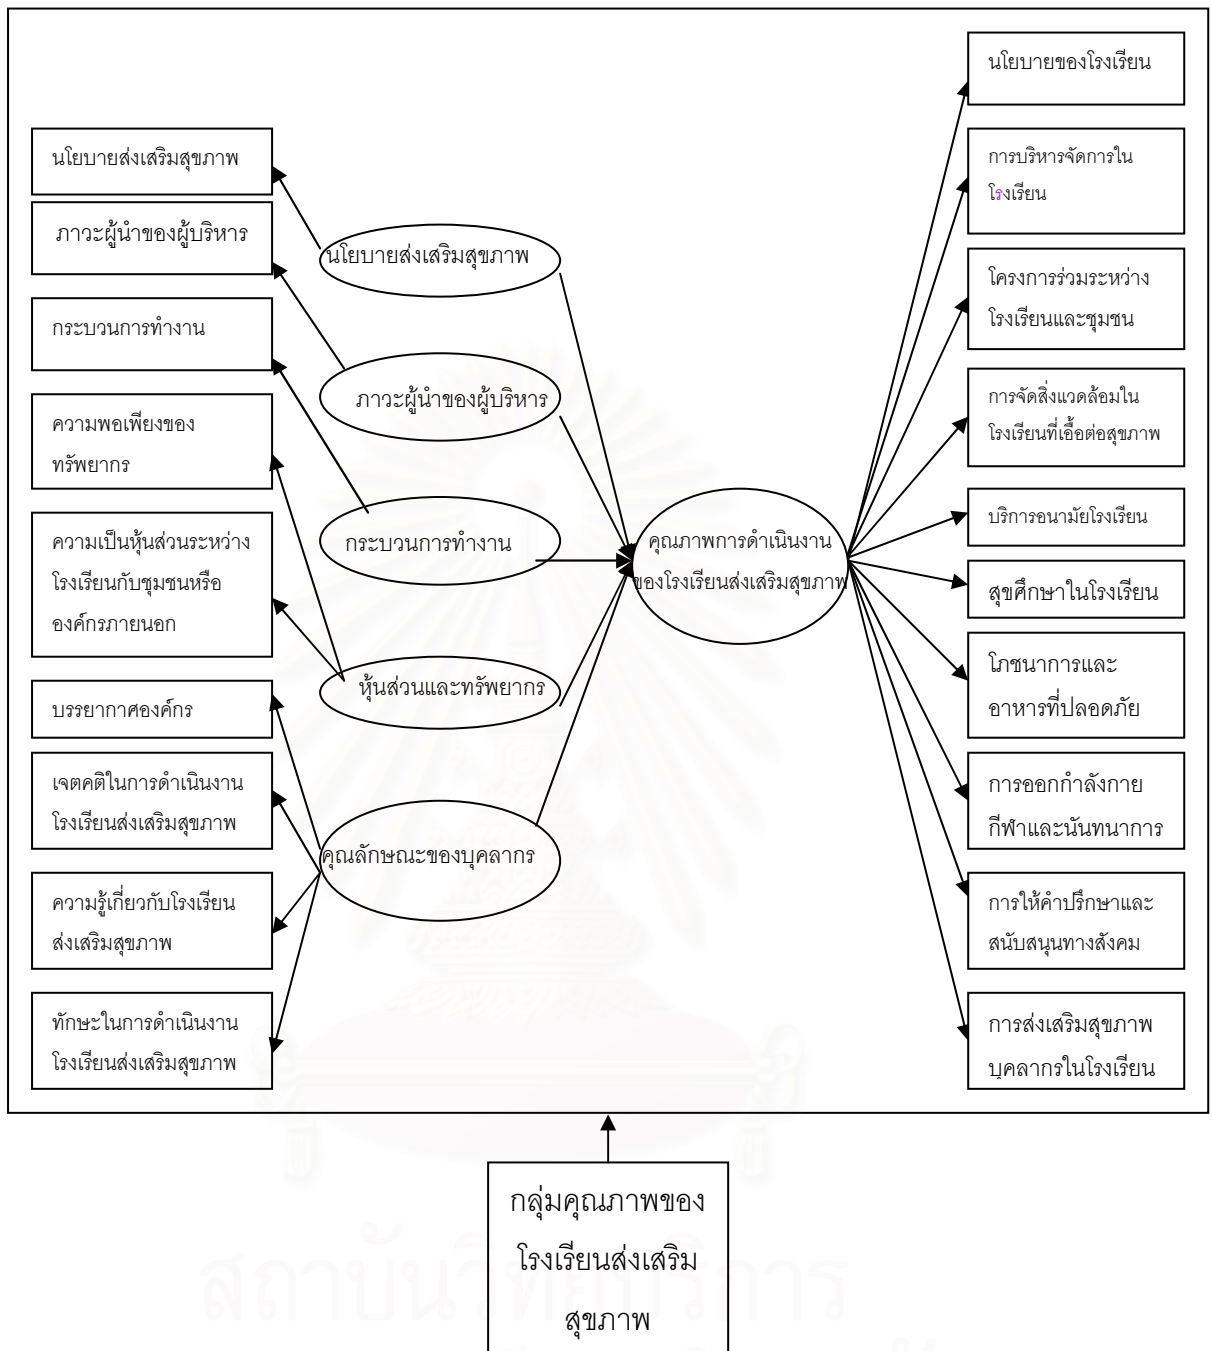 นโยบายส่งเสริมสุขภาพ
ภาวะผู้นำของผู้บริหาร
กระบวนการทำงาน
ความพอเพียงของ
ทรัพยากร
ความเป็นหุ้นส่วนระหว่าง
โรงเรียนกับชุมชนหรือ
องค์กรภายนอก
บรรยากาศองค์กร
เจตคติในการดำเนินงาน
โรงเรียนส่งเสริมสุขภาพ
ความรู้เกี่ยวกับโรงเรียน
ส่งเสริมสุขภาพ
ทักษะในการดำเนินงาน
โรงเรียนส่งเสริมสุขภาพ
นโยบายส่งเสริมสุขภาพ
ภาวะผู้นำของผู้บริหาร
กระบวนการทำงาน
หุ้นส่วนและทรัพยากร
คุณลักษณะของบุคลากร
คุณภาพการดำเนินงาน
ของโรงเรียนส่งเสริมสุขภาพ
นโยบายของโรงเรียน
การบริหารจัดการใน
โรงเรียน
โครงการร่วมระหว่าง
โรงเรียนและชุมชน
การจัดสิ่งแวดล้อมใน
โรงเรียนที่เอื้อต่อสุขภาพ
บริการอนามัยโรงเรียน
สุขศึกษาในโรงเรียน
โภชนาการและ
อาหารที่ปลอดภัย
การออกกำลังกาย
กีฬาและนันทนาการ
การให้คำปรึกษาและ
สนับสนุนทางสังคม
การส่งเสริมสุขภาพ
บุคลากรในโรงเรียน
กลุ่มคุณภาพของ
โรงเรียนส่งเสริม
สุขภาพ
สถาบันวิทยบริการ